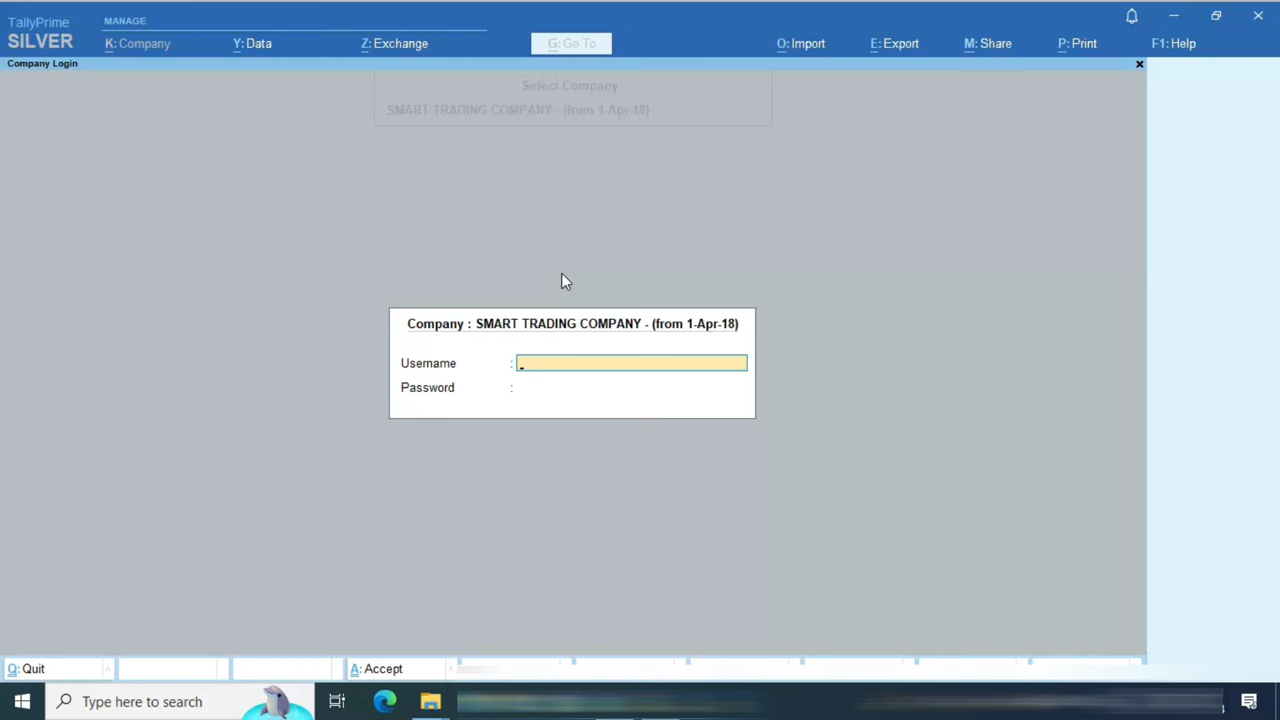 TallyPrime
SILVER
MANAGE
K: Company
Y: Data
Z: Exchange
G: Go To
O: Import
E: Export
M: Share
P: Print
F1: Help
Company Login
Select Company
SMART TRADING COMPANY - (from 1-Apr-18)
Company : SMART TRADING COMPANY - (from 1-Apr-18)
Username :
Password :
Q: Quit
A: Accept
Type here to search